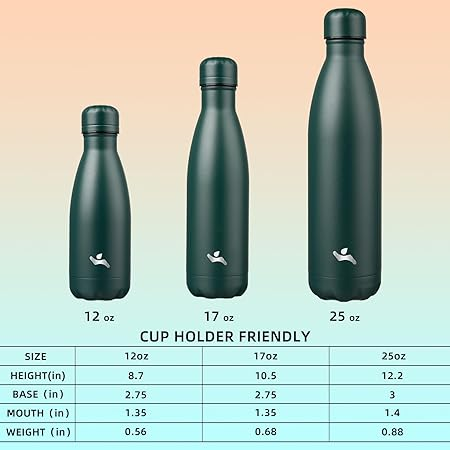 12 oz 17 oz 25 oz
CUP HOLDER FRIENDLY
SIZE 12oz 17oz 25oz
HEIGHT(in) 8.7 10.5 12.2
BASE (in) 2.75 2.75 3
MOUTH (in) 1.35 1.35 1.4
WEIGHT (in) 0.56 0.68 0.88